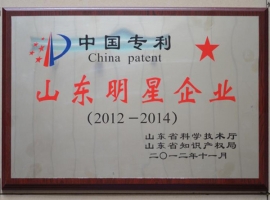 中国专利
China patent
山东明星企业
(2012-2014)
山东省科学技术厅
山东省知识产权局
二〇一二年十一月